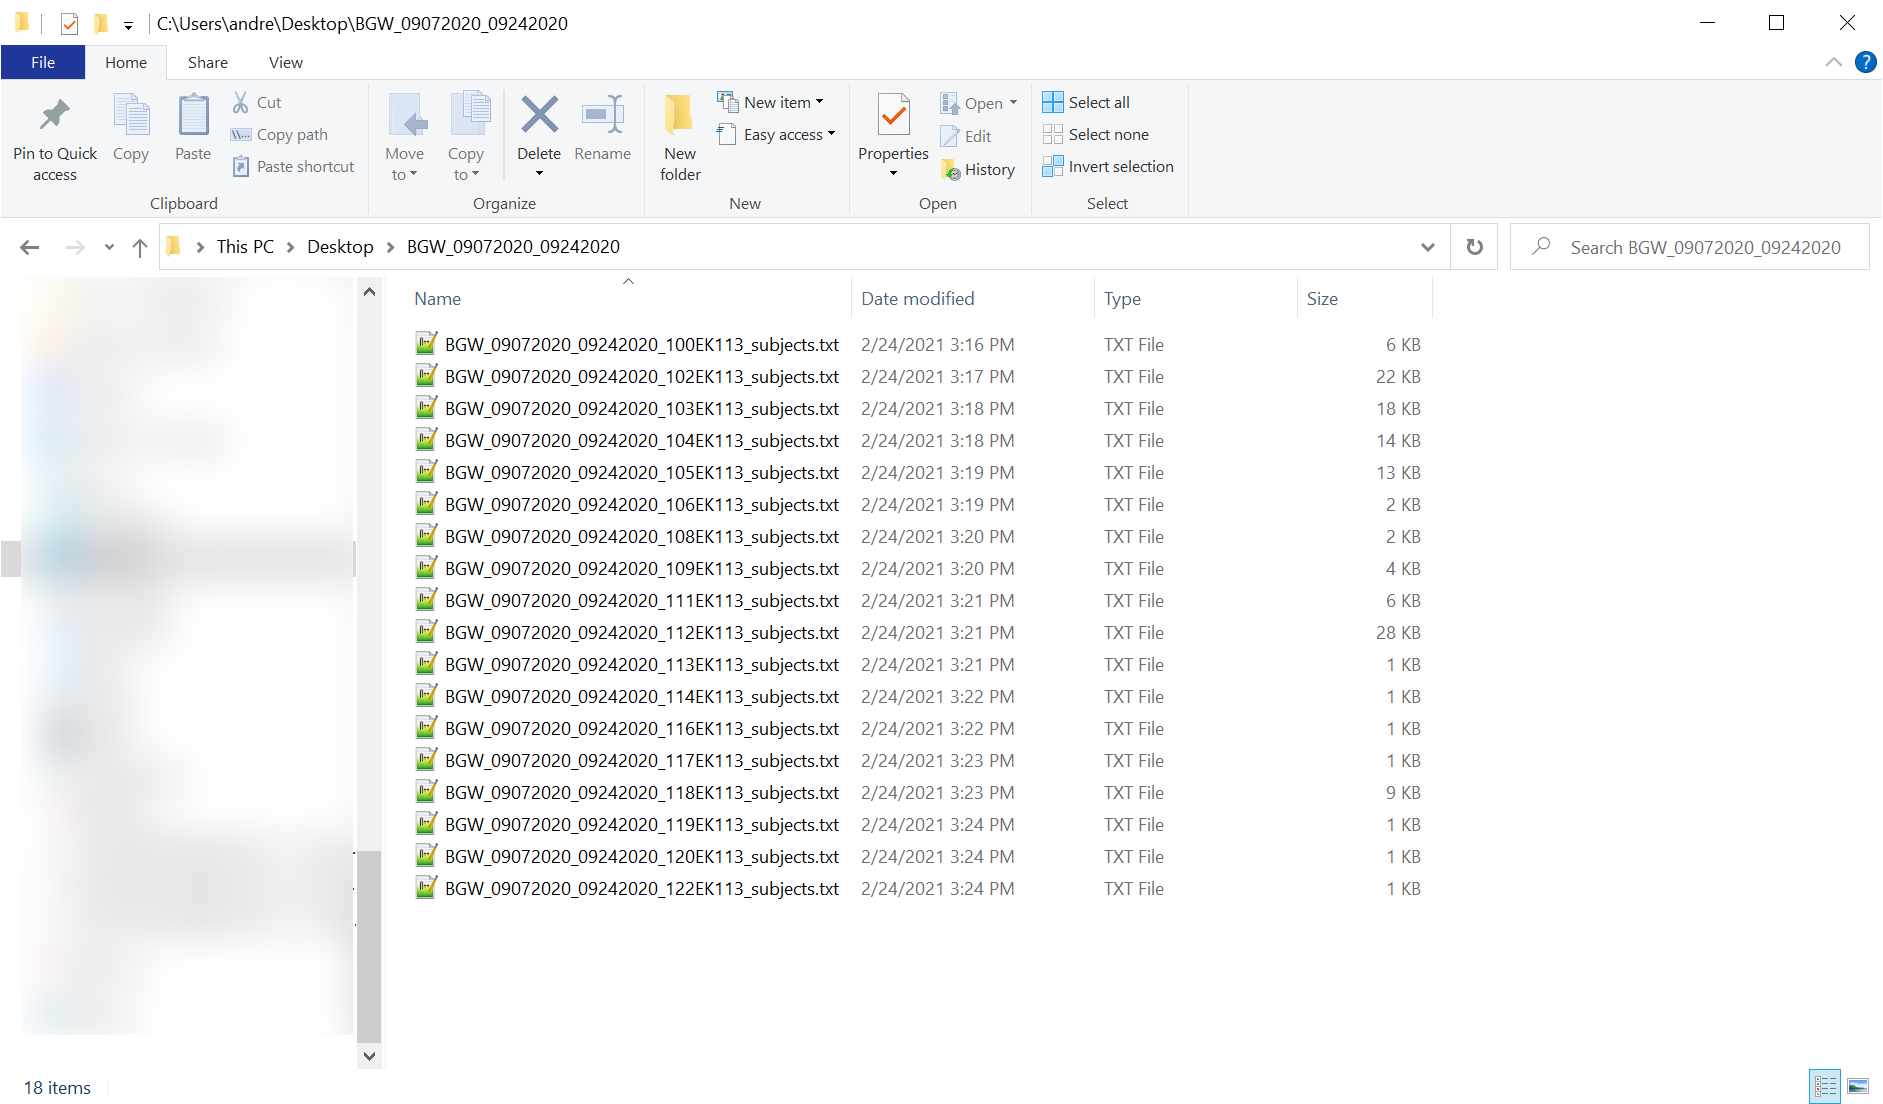 C:\Users\andre\Desktop\BGW_09072020_09242020
File Home Share View
Pin to Quick access
Copy
Paste
Cut
Copy path
Paste shortcut
Clipboard
Move to
Copy to
Delete
Rename
Organize
New folder
New item
Easy access
New
Properties
Open
Edit
History
Open
Select all
Select none
Invert selection
Select
This PC Desktop BGW_09072020_09242020
Search BGW_09072020_09242020
Name Date modified Type Size
BGW_09072020_09242020_100EK113_subjects.txt 2/24/2021 3:16 PM TXT File 6 KB
BGW_09072020_09242020_102EK113_subjects.txt 2/24/2021 3:17 PM TXT File 22 KB
BGW_09072020_09242020_103EK113_subjects.txt 2/24/2021 3:18 PM TXT File 18 KB
BGW_09072020_09242020_104EK113_subjects.txt 2/24/2021 3:18 PM TXT File 14 KB
BGW_09072020_09242020_105EK113_subjects.txt 2/24/2021 3:19 PM TXT File 13 KB
BGW_09072020_09242020_106EK113_subjects.txt 2/24/2021 3:19 PM TXT File 2 KB
BGW_09072020_09242020_108EK113_subjects.txt 2/24/2021 3:20 PM TXT File 2 KB
BGW_09072020_09242020_109EK113_subjects.txt 2/24/2021 3:20 PM TXT File 4 KB
BGW_09072020_09242020_111EK113_subjects.txt 2/24/2021 3:21 PM TXT File 6 KB
BGW_09072020_09242020_112EK113_subjects.txt 2/24/2021 3:21 PM TXT File 28 KB
BGW_09072020_09242020_113EK113_subjects.txt 2/24/2021 3:21 PM TXT File 1 KB
BGW_09072020_09242020_114EK113_subjects.txt 2/24/2021 3:22 PM TXT File 1 KB
BGW_09072020_09242020_116EK113_subjects.txt 2/24/2021 3:22 PM TXT File 1 KB
BGW_09072020_09242020_117EK113_subjects.txt 2/24/2021 3:23 PM TXT File 1 KB
BGW_09072020_09242020_118EK113_subjects.txt 2/24/2021 3:23 PM TXT File 9 KB
BGW_09072020_09242020_119EK113_subjects.txt 2/24/2021 3:24 PM TXT File 1 KB
BGW_09072020_09242020_120EK113_subjects.txt 2/24/2021 3:24 PM TXT File 1 KB
BGW_09072020_09242020_122EK113_subjects.txt 2/24/2021 3:24 PM TXT File 1 KB
18 items